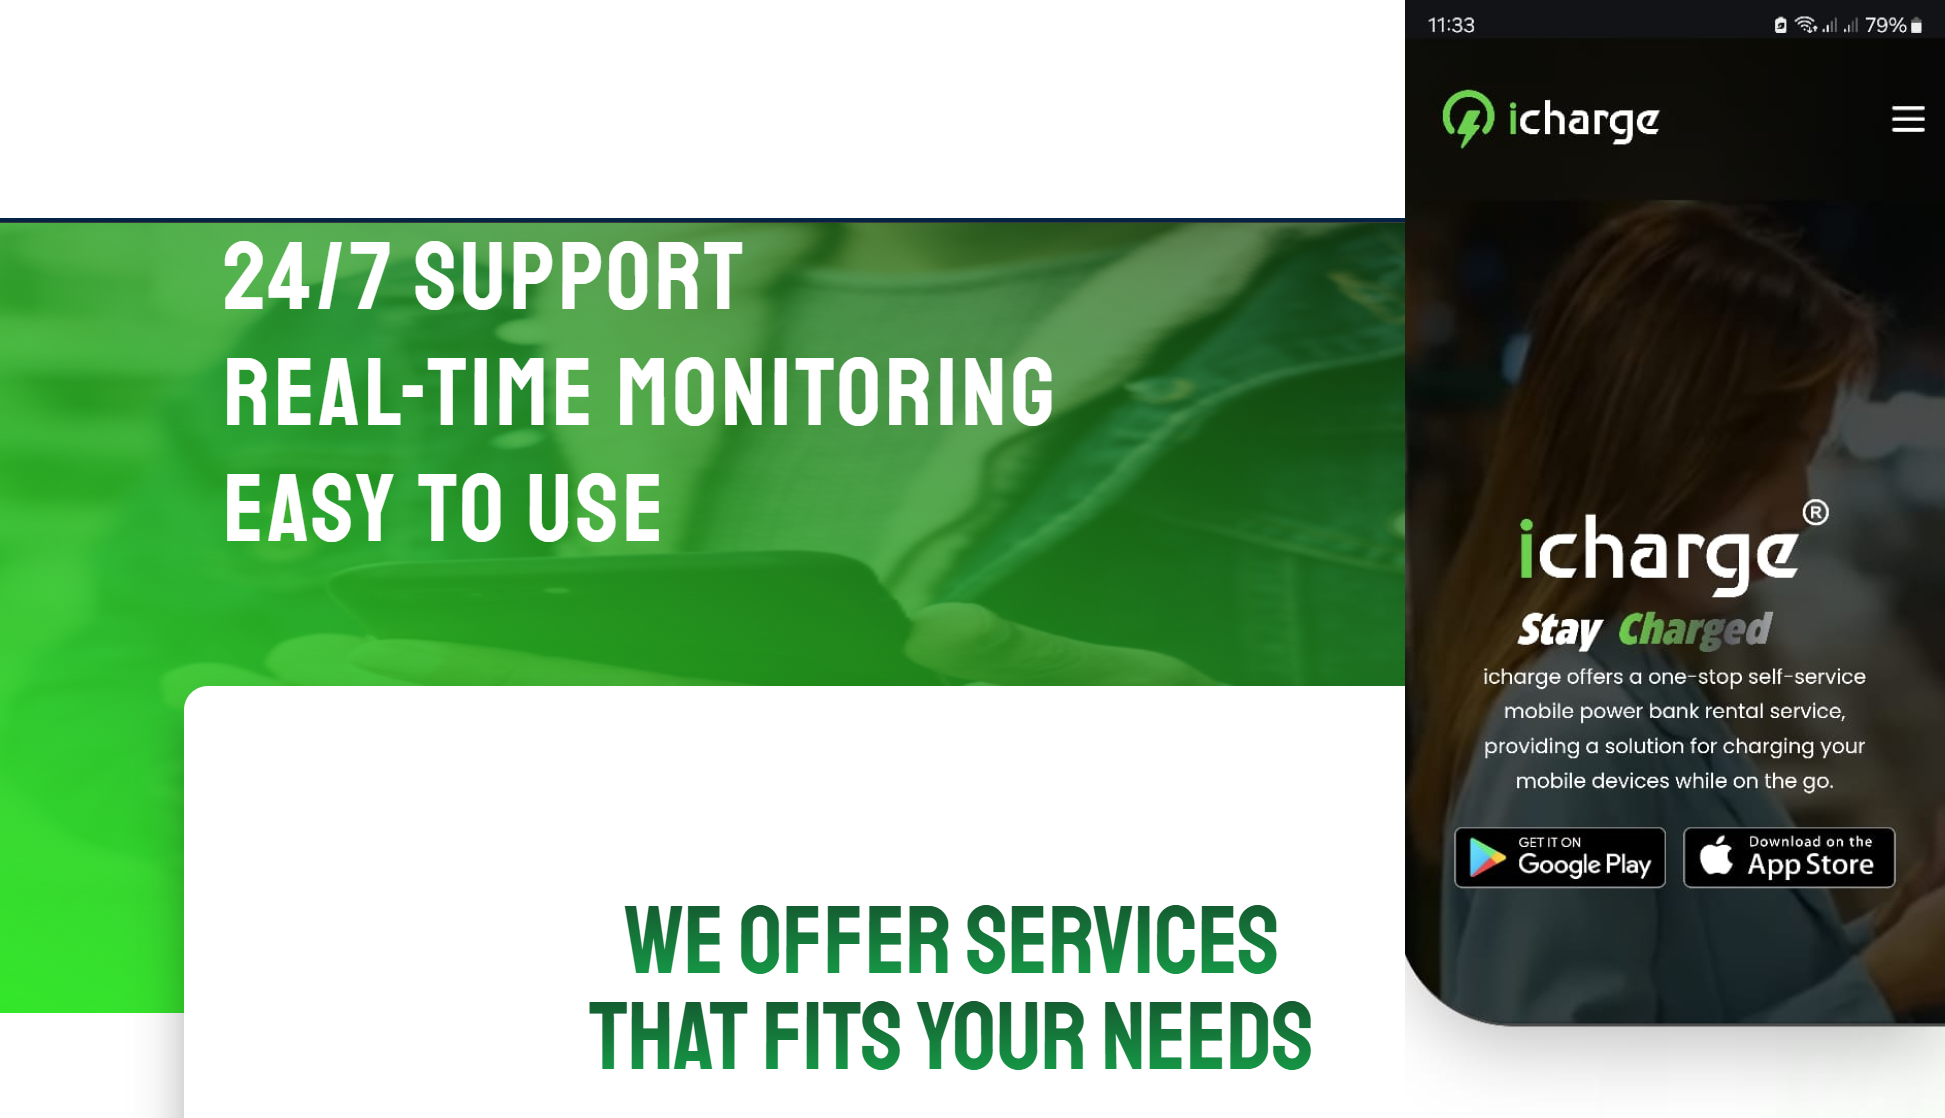 24/7 SUPPORT
REAL-TIME MONITORING
EASY TO USE
WE OFFER SERVICES
THAT FITS YOUR NEEDS
11:33
79%
icharge
icharge®
Stay Charged
icharge offers a one-stop self-service
mobile power bank rental service,
providing a solution for charging your
mobile devices while on the go.
GET IT ON
Google Play
Download on the
App Store